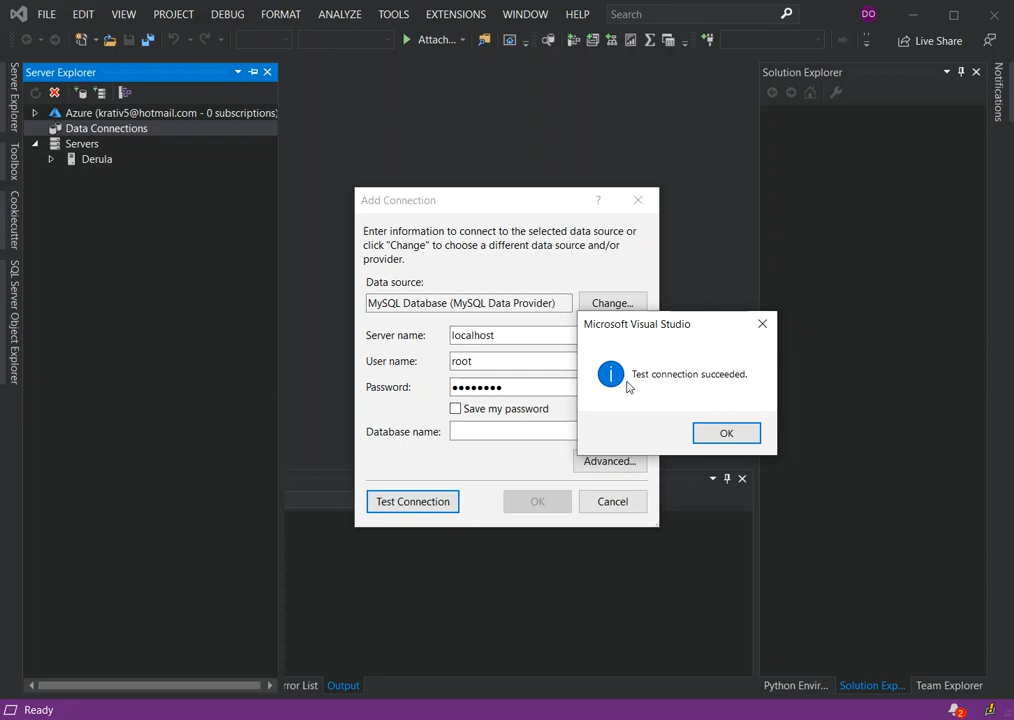 FILE EDIT VIEW PROJECT DEBUG FORMAT ANALYZE TOOLS EXTENSIONS WINDOW HELP Search DO
Attach... Live Share
Server Explorer
Toolbox
Cookiecutter
SQL Server Object Explorer
Server Explorer
Azure (krativ5@hotmail.com - 0 subscriptions)
Data Connections
Servers
Derula
Solution Explorer
Notifications
Add Connection ?
Enter information to connect to the selected data source or
click "Change" to choose a different data source and/or
provider.
Data source:
MySQL Database (MySQL Data Provider) Change...
Server name: localhost
User name: root
Password: ●●●●●●●●
Save my password
Database name:
Advanced...
Test Connection OK Cancel
Microsoft Visual Studio
i Test connection succeeded.
OK
rror List Output
Python Envir... Solution Exp... Team Explorer
Ready 2